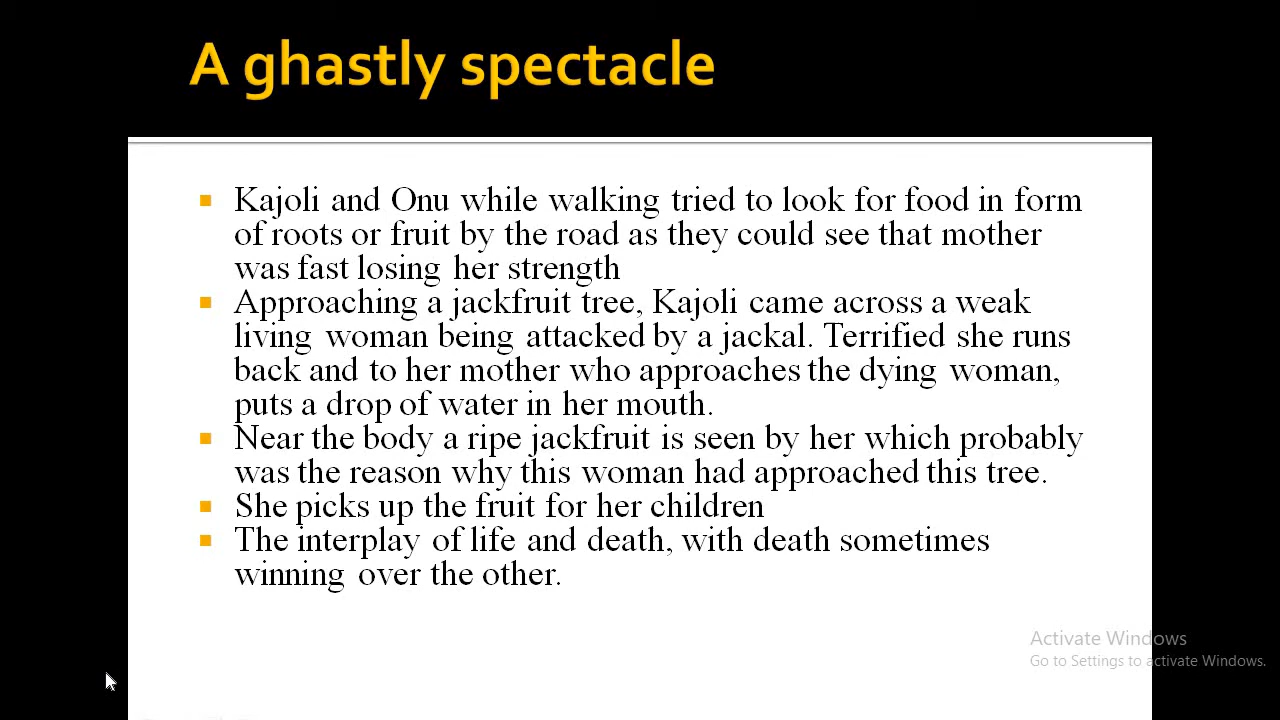 A ghastly spectacle
Kajoli and Onu while walking tried to look for food in form
of roots or fruit by the road as they could see that mother
was fast losing her strength
Approaching a jackfruit tree, Kajoli came across a weak
living woman being attacked by a jackal. Terrified she runs
back and to her mother who approaches the dying woman,
puts a drop of water in her mouth.
Near the body a ripe jackfruit is seen by her which probably
was the reason why this woman had approached this tree.
She picks up the fruit for her children
The interplay of life and death, with death sometimes
winning over the other.
Activate Windows
Go to Settings to activate Windows.